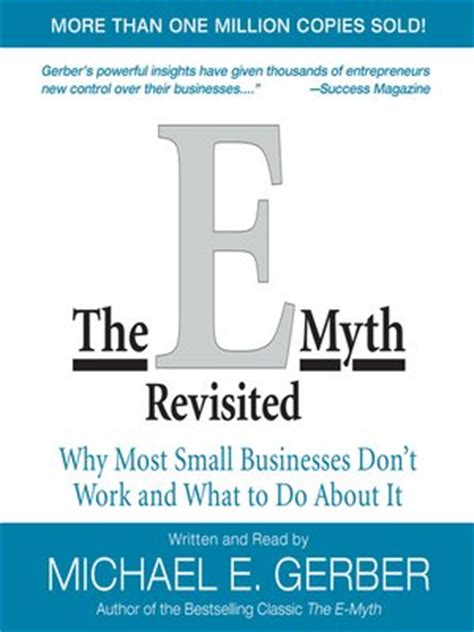 MORE THAN ONE MILLION COPIES SOLD!
Gerber's powerful insights have given thousands of entrepreneurs
new control over their businesses...." —Success Magazine
The E Myth
Revisited
Why Most Small Businesses Don't
Work and What to Do About It
Written and Read by
MICHAEL E. GERBER
Author of the Bestselling Classic The E-Myth